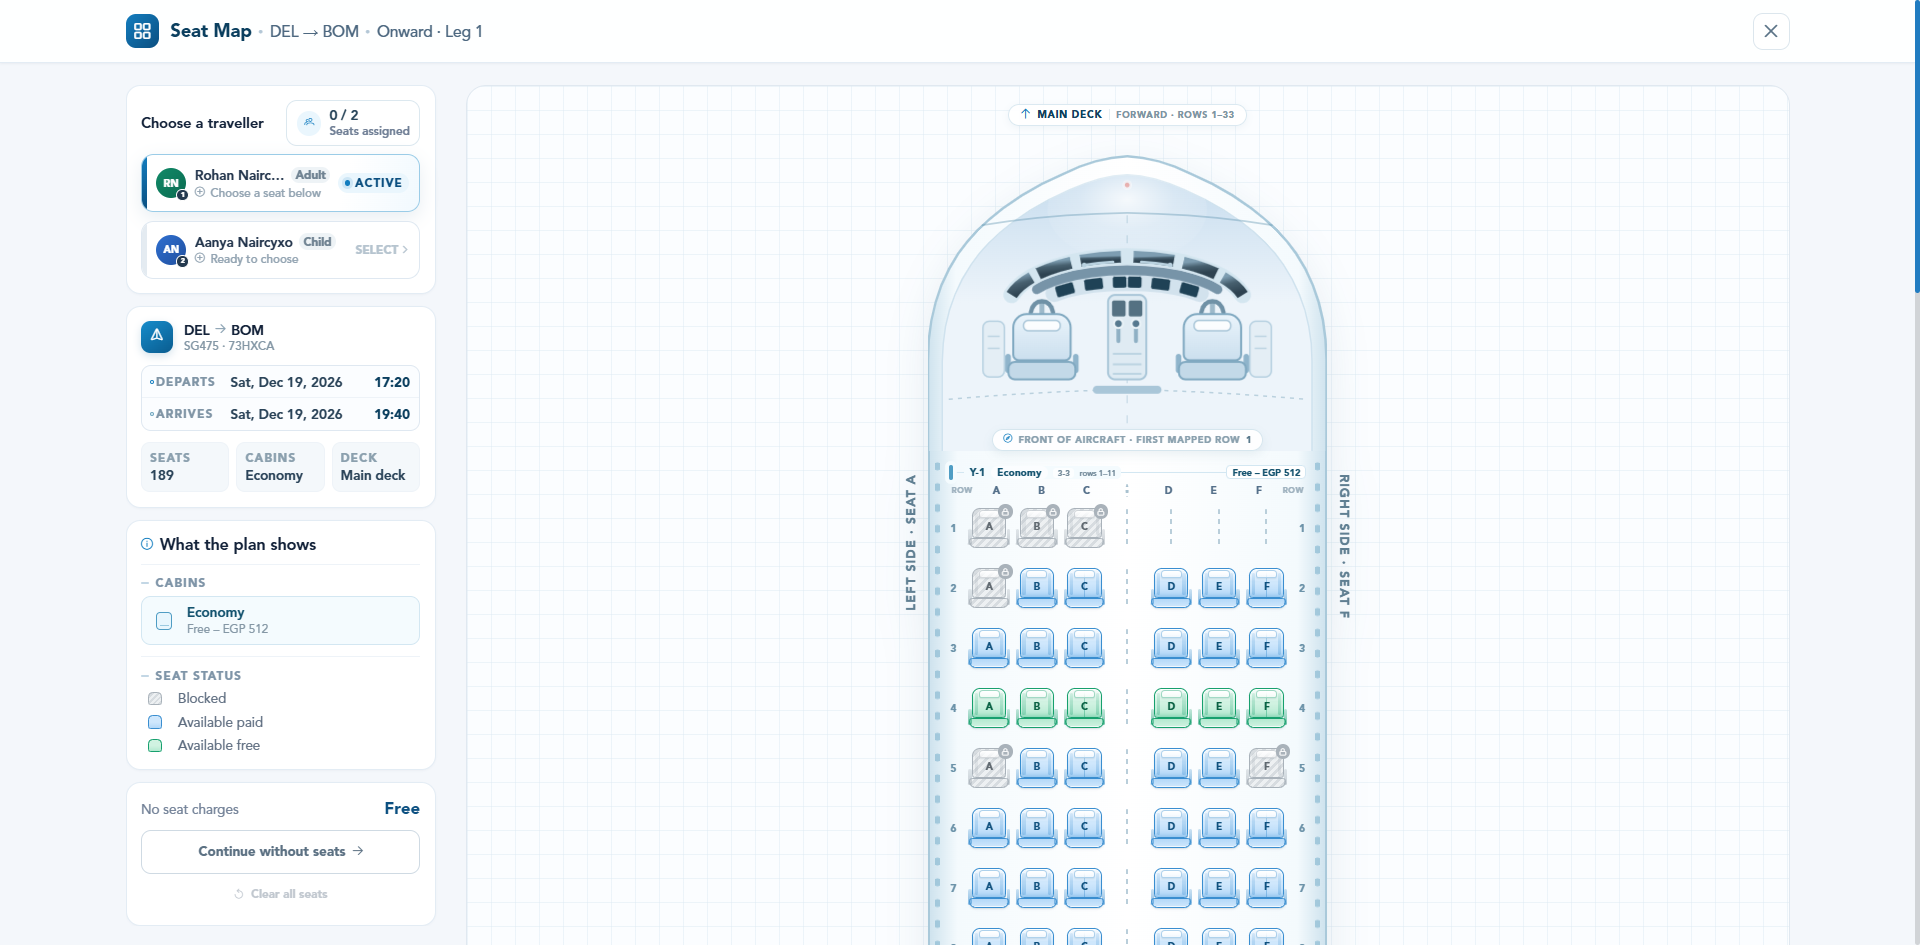 Seat Map • DEL → BOM • Onward · Leg 1
Choose a traveller
0 / 2
Seats assigned
RN
1
Rohan Nairc... Adult
Choose a seat below
ACTIVE
AN
2
Aanya Naircyxo Child
Ready to choose
SELECT >
DEL → BOM
SG475 · 73HXCA
DEPARTS Sat, Dec 19, 2026 17:20
ARRIVES Sat, Dec 19, 2026 19:40
SEATS
189
CABINS
Economy
DECK
Main deck
What the plan shows
CABINS
Economy
Free – EGP 512
SEAT STATUS
Blocked
Available paid
Available free
No seat charges Free
Continue without seats →
Clear all seats
↑ MAIN DECK FORWARD · ROWS 1–33
FRONT OF AIRCRAFT · FIRST MAPPED ROW 1
LEFT SIDE · SEAT A
RIGHT SIDE · SEAT F
Y-1 Economy 3-3 rows 1–11 Free – EGP 512
ROW A B C D E F ROW
1 A B C 1
2 A B C D E F 2
3 A B C D E F 3
4 A B C D E F 4
5 A B C D E F 5
6 A B C D E F 6
7 A B C D E F 7